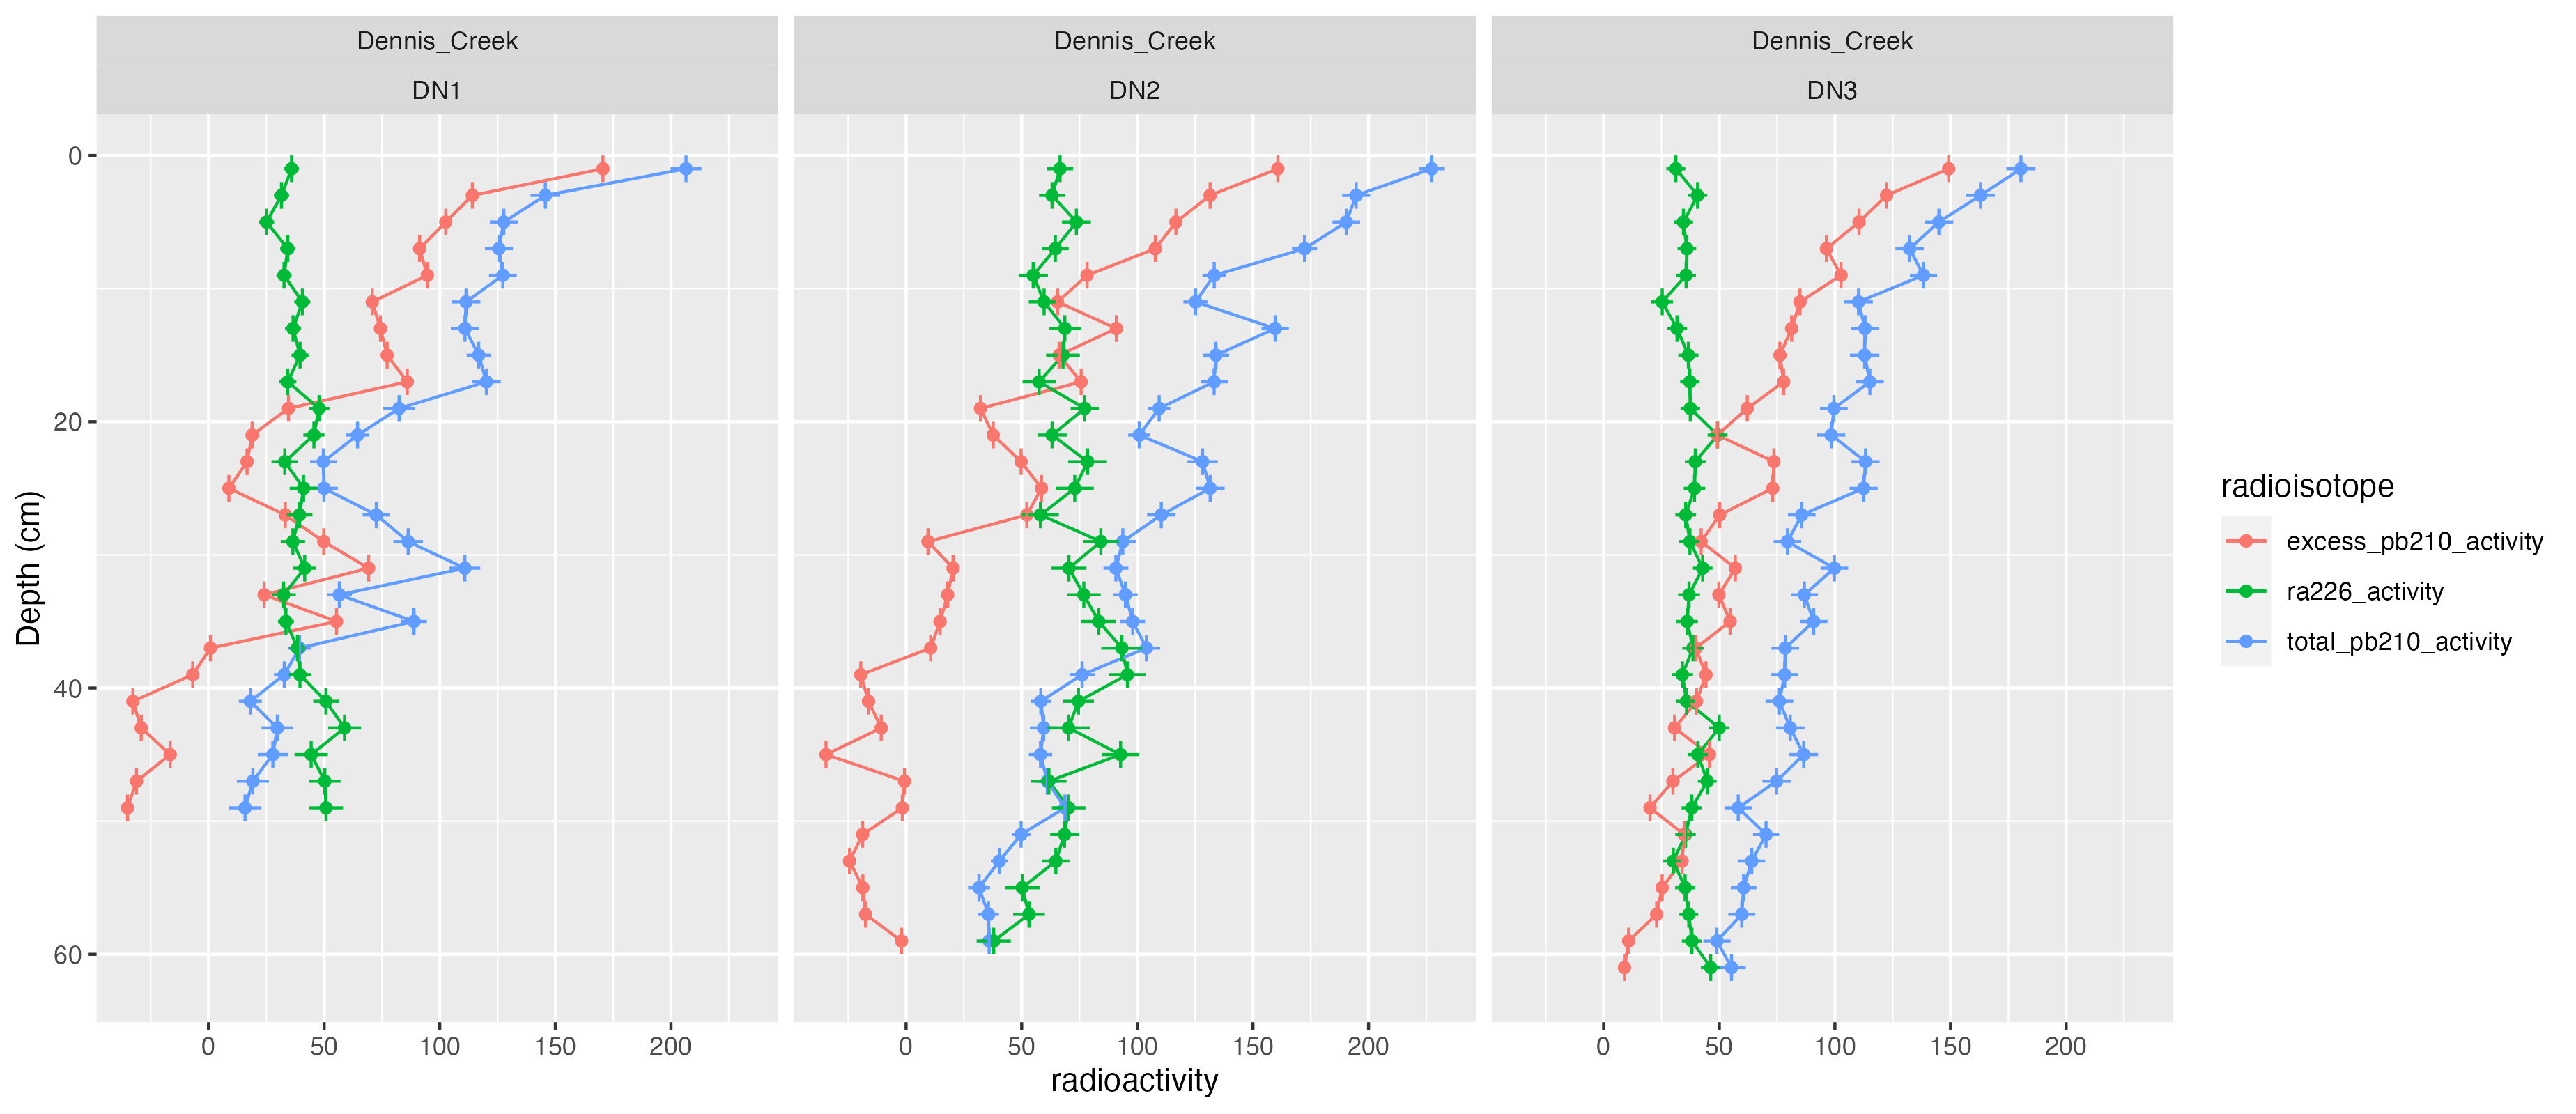 Dennis_Creek
Dennis_Creek
Dennis_Creek
DN1
DN2
DN3
0
20
40
60
Depth (cm)
0
50
100
150
200
0
50
100
150
200
0
50
100
150
200
radioactivity
radioisotope
excess_pb210_activity
ra226_activity
total_pb210_activity